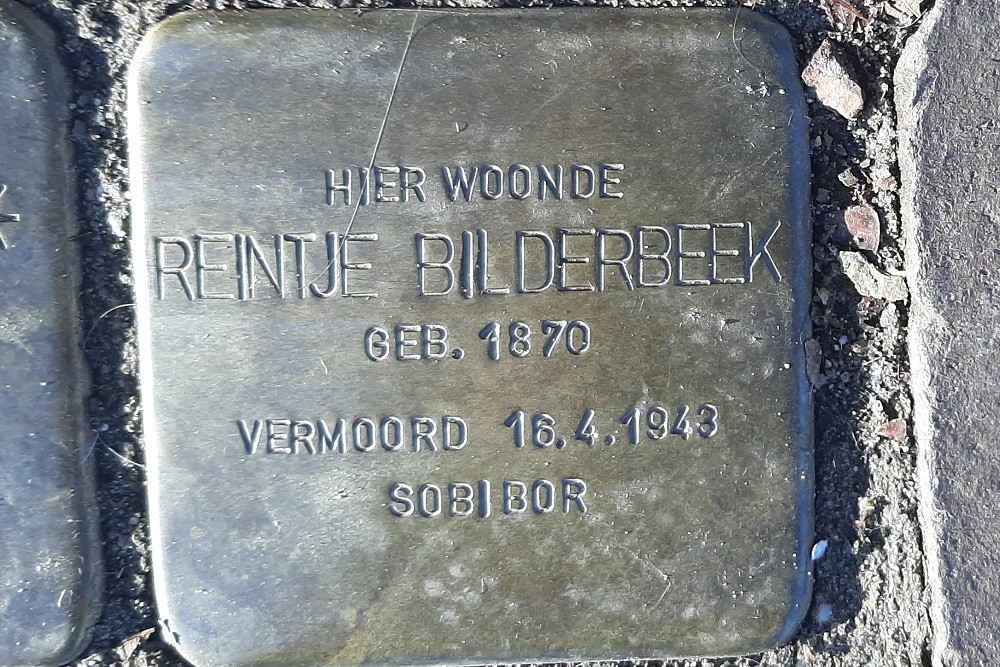 HIER WOONDE
REINTJE BILDERBEEK
GEB. 1870
VERMOORD 16.4.1943
SOBIBOR